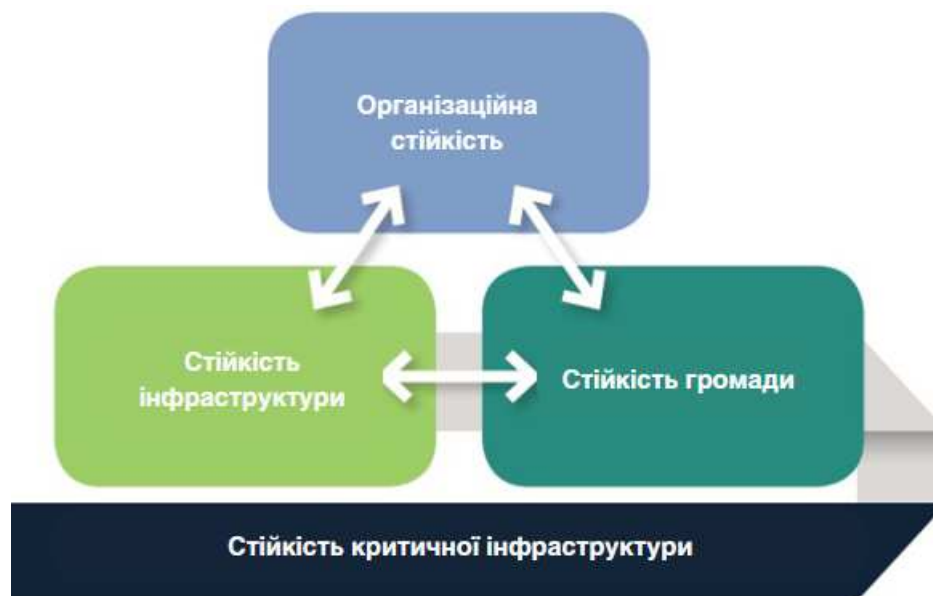 Організаційна
стійкість
Стійкість
інфраструктури
Стійкість громади
Стійкість критичної інфраструктури